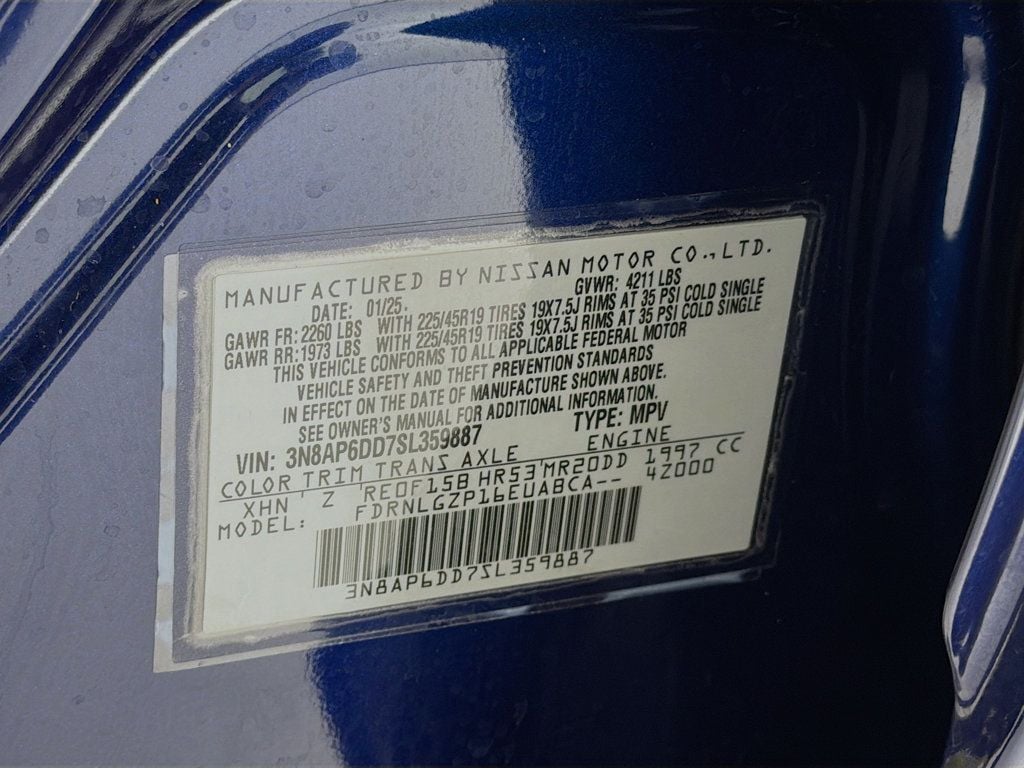 MANUFACTURED BY NISSAN MOTOR CO., LTD.
DATE: 01/25. GVWR: 4211 LBS
GAWR FR: 2260 LBS WITH 225/45R19 TIRES 19X7.5J RIMS AT 35 PSI COLD SINGLE
GAWR RR: 1973 LBS WITH 225/45R19 TIRES 19X7.5J RIMS AT 35 PSI COLD SINGLE
THIS VEHICLE CONFORMS TO ALL APPLICABLE FEDERAL MOTOR
VEHICLE SAFETY AND THEFT PREVENTION STANDARDS
IN EFFECT ON THE DATE OF MANUFACTURE SHOWN ABOVE.
SEE OWNER'S MANUAL FOR ADDITIONAL INFORMATION.
VIN: 3N8AP6DD7SL359887 TYPE: MPV
COLOR TRIM TRANS AXLE ENGINE
XHN Z RE0F15B HR53 MR20DD 1997 CC
MODEL: FDRNLGZP16EUABCA-- 4Z000
3N8AP6DD7SL359887